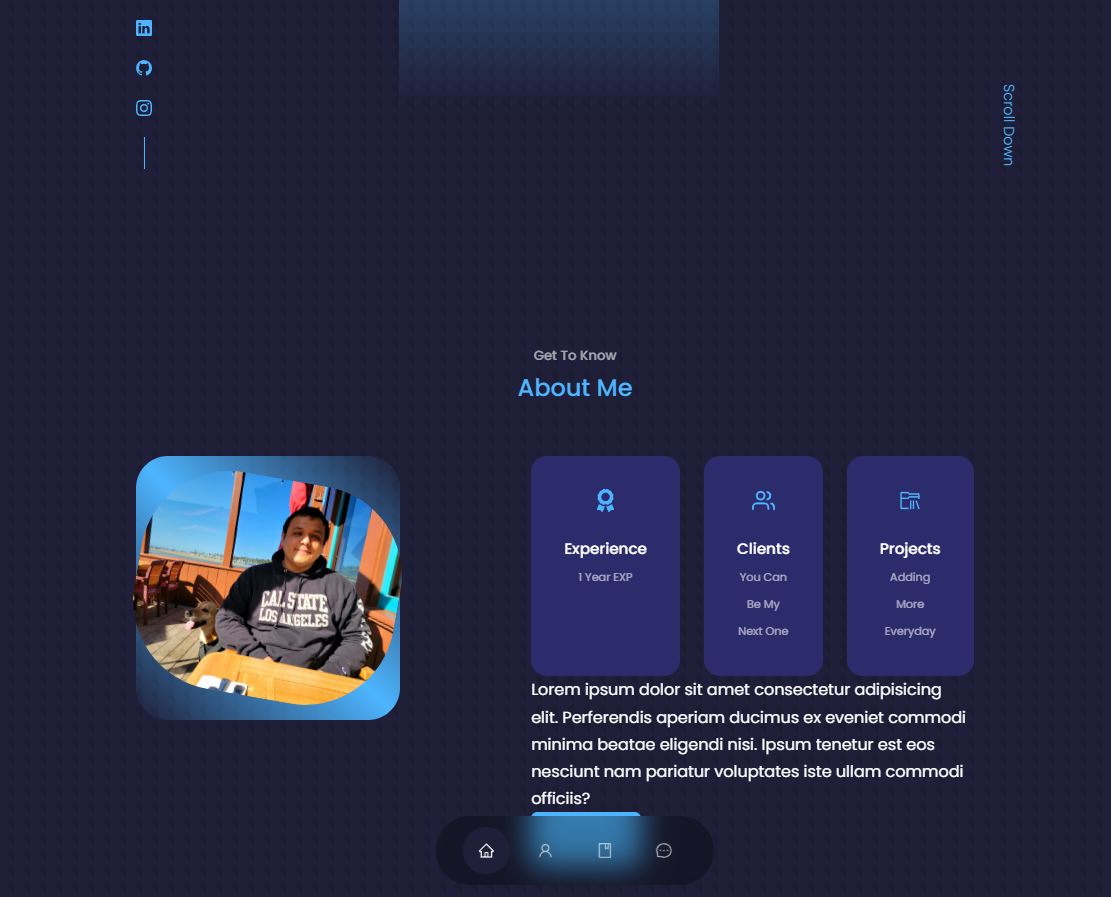 Scroll Down
Get To Know
About Me
CAL STATE
LOS ANGELES
Experience
1 Year EXP
Clients
You Can
Be My
Next One
Projects
Adding
More
Everyday
Lorem ipsum dolor sit amet consectetur adipisicing
elit. Perferendis aperiam ducimus ex eveniet commodi
minima beatae eligendi nisi. Ipsum tenetur est eos
nesciunt nam pariatur voluptates iste ullam commodi
officiis?